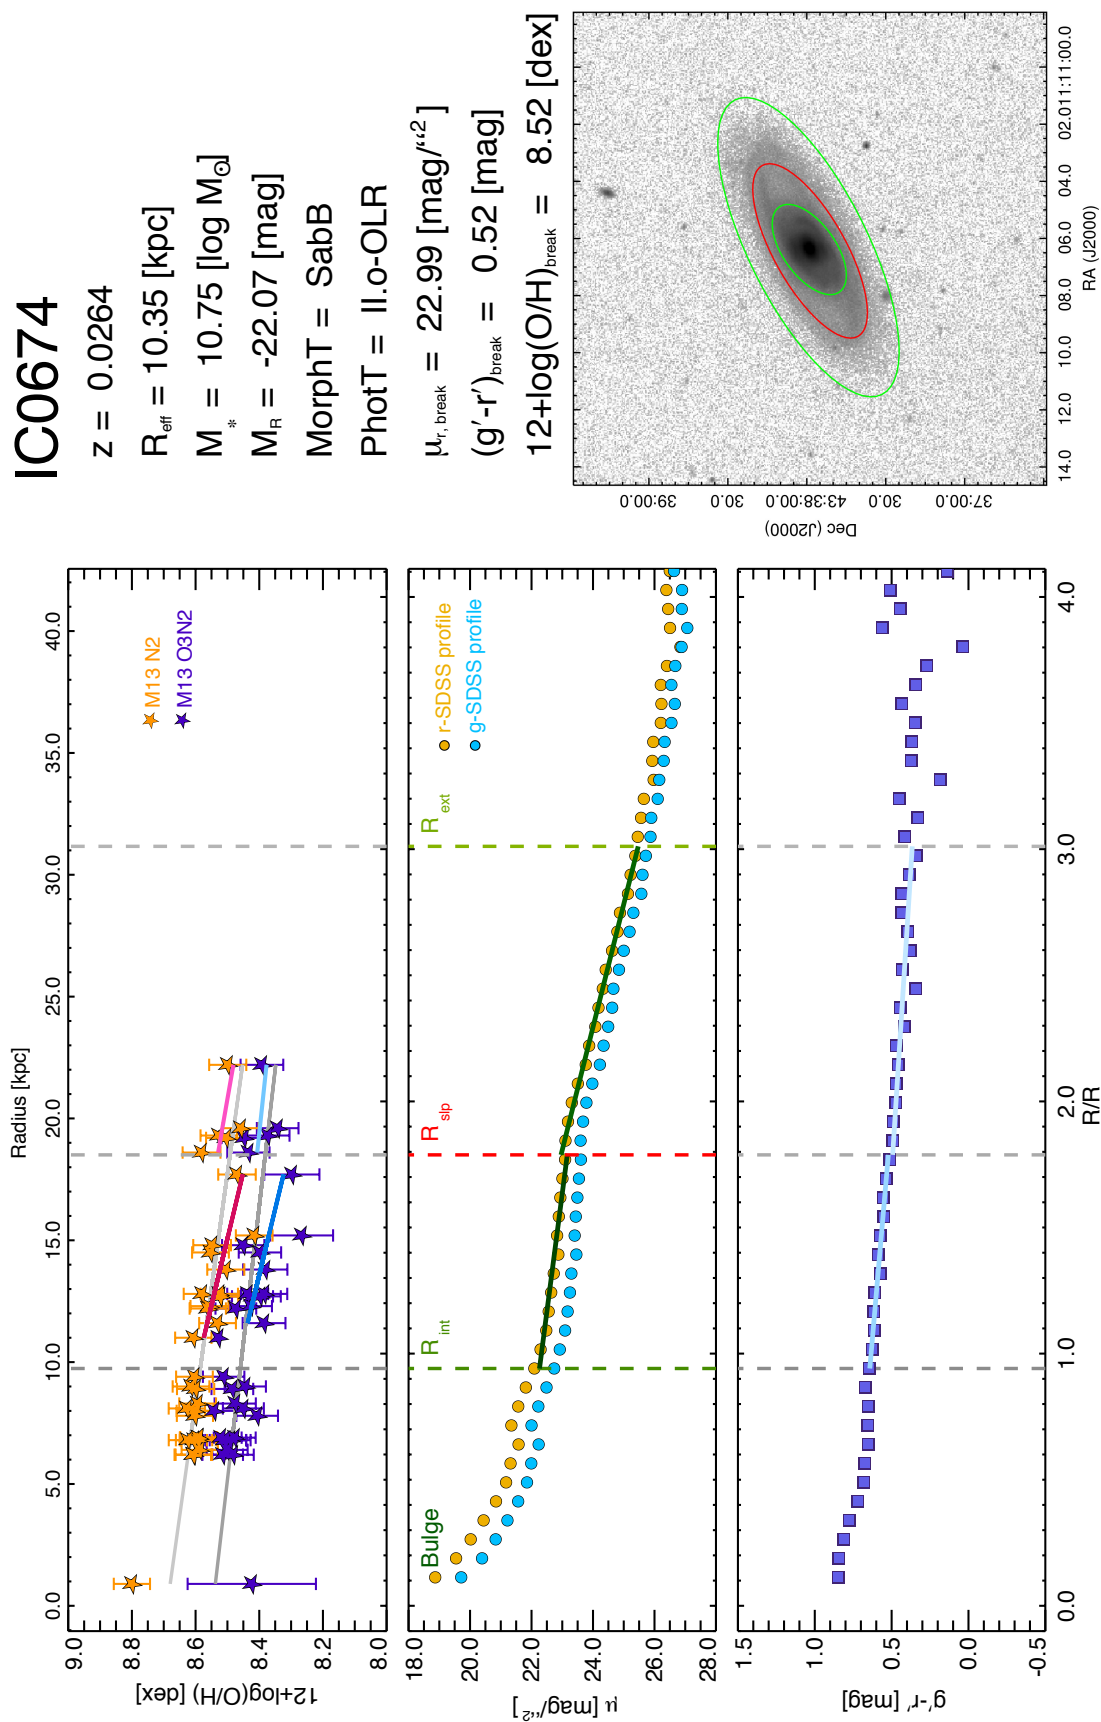 IC0674
z = 0.0264
R_eff = 10.35 [kpc]
M_* = 10.75 [log M⊙]
M_R = -22.07 [mag]
MorphT = SabB
PhotT = II.o-OLR
μ_r, break = 22.99 [mag/“²]
(g′-r′)_break = 0.52 [mag]
12+log(O/H)_break = 8.52 [dex]
Radius [kpc]
0.0 5.0 10.0 15.0 20.0 25.0 30.0 35.0 40.0
9.0
8.8
8.6
8.4
8.2
8.0
12+log(O/H) [dex]
M13 N2
M13 O3N2
18.0
20.0
22.0
24.0
26.0
28.0
μ [mag/“²]
Bulge
R_int
R_slp
R_ext
r-SDSS profile
g-SDSS profile
1.5
1.0
0.5
0.0
-0.5
g′-r′ [mag]
0.0 1.0 2.0 3.0 4.0
R/R
39:00.0
30.0
43:38:00.0
30.0
37:00.0
Dec (J2000)
14.0 12.0 110.0 08.0 06.0 04.0 02.011:11:00.0
RA (J2000)